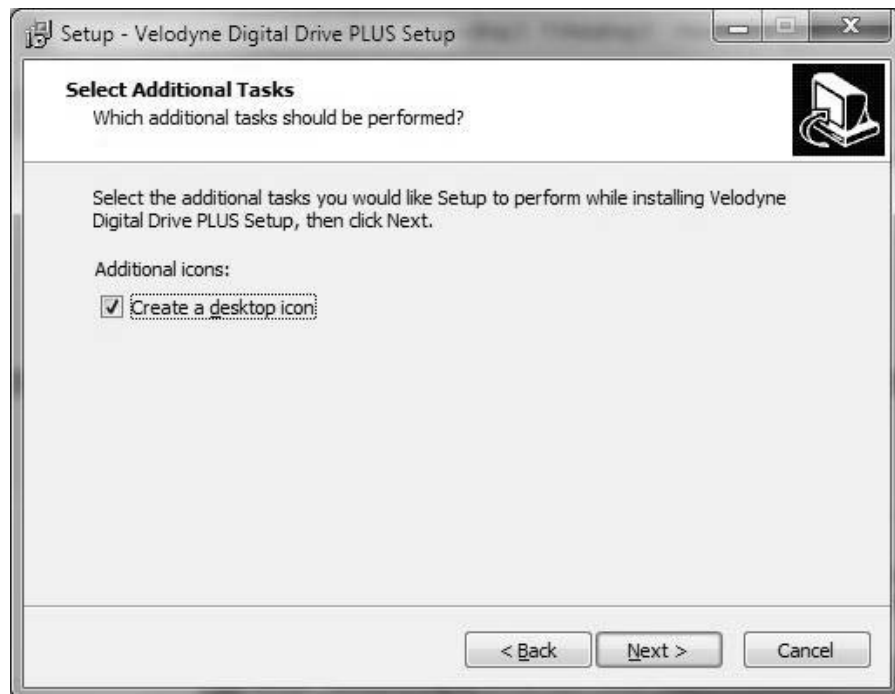 Setup - Velodyne Digital Drive PLUS Setup
Select Additional Tasks
Which additional tasks should be performed?
Select the additional tasks you would like Setup to perform while installing Velodyne
Digital Drive PLUS Setup, then click Next.
Additional icons:
Create a desktop icon
< Back
Next >
Cancel